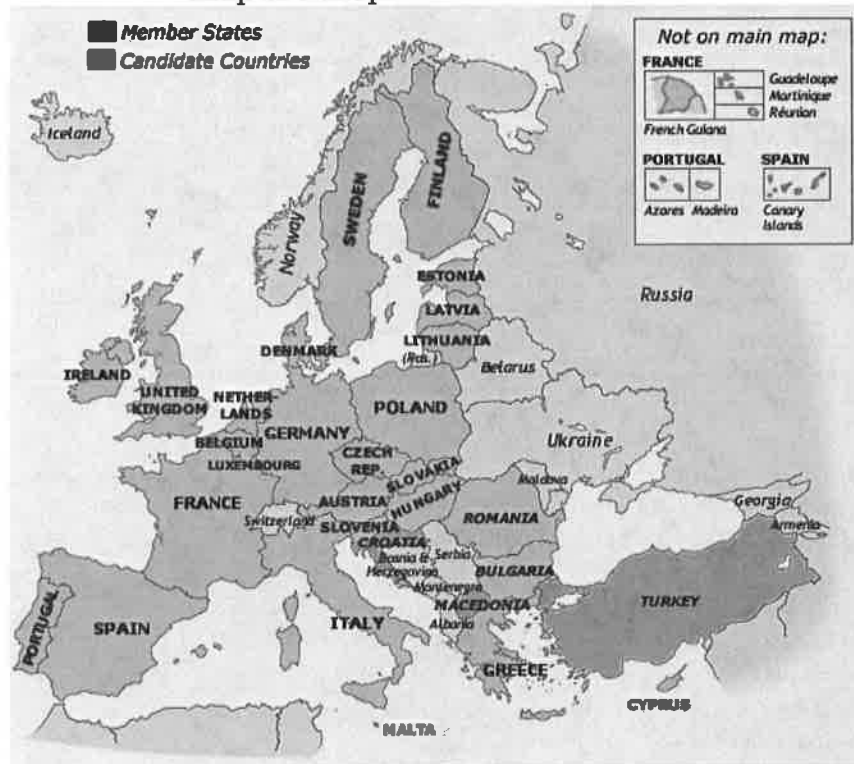 Member States
Candidate Countries
Not on main map:
FRANCE
Guadeloupe
Martinique
Réunion
French Guiana
PORTUGAL
SPAIN
Azores
Madeira
Canary
Islands
Iceland
Norway
SWEDEN
FINLAND
Russia
ESTONIA
LATVIA
LITHUANIA
(Rus.)
DENMARK
Belarus
IRELAND
UNITED
KINGDOM
NETHER-
LANDS
POLAND
BELGIUM
GERMANY
Ukraine
LUXEMBOURG
CZECH
REP.
SLOVAKIA
Moldova
FRANCE
AUSTRIA
HUNGARY
Switzerland
SLOVENIA
ROMANIA
Georgia
Armenia
CROATIA
Bosnia &
Herzegovina
Serbia
BULGARIA
Montenegro
MACEDONIA
Albania
TURKEY
PORTUGAL
SPAIN
ITALY
GREECE
CYPRUS
MALTA